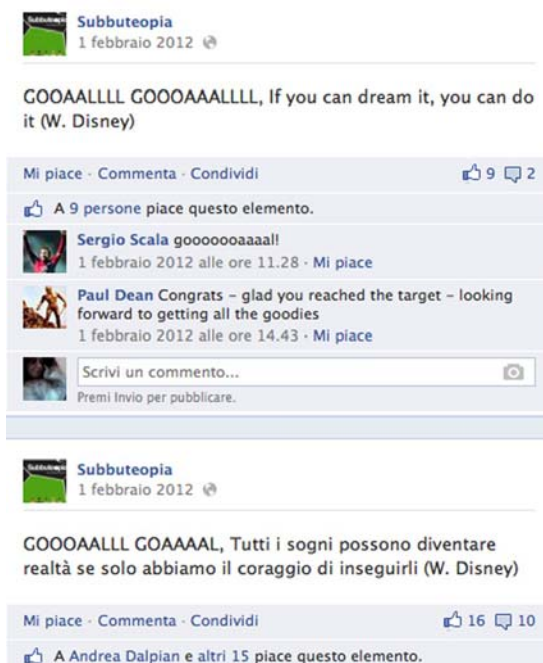 Subbuteopia
1 febbraio 2012
GOOAALLLL GOOOAAALLLL, If you can dream it, you can do
it (W. Disney)
Mi piace · Commenta · Condividi 9 2
A 9 persone piace questo elemento.
Sergio Scala gooooooaaaal!
1 febbraio 2012 alle ore 11.28 · Mi piace
Paul Dean Congrats – glad you reached the target – looking
forward to getting all the goodies
1 febbraio 2012 alle ore 14.43 · Mi piace
Scrivi un commento...
Premi Invio per pubblicare.
Subbuteopia
1 febbraio 2012
GOOOAALLL GOAAAAL, Tutti i sogni possono diventare
realtà se solo abbiamo il coraggio di inseguirli (W. Disney)
Mi piace · Commenta · Condividi 16 10
A Andrea Dalpian e altri 15 piace questo elemento.